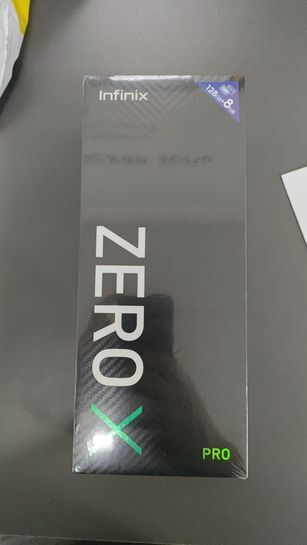 Infinix
128GB+8GB
ZERO X
PRO